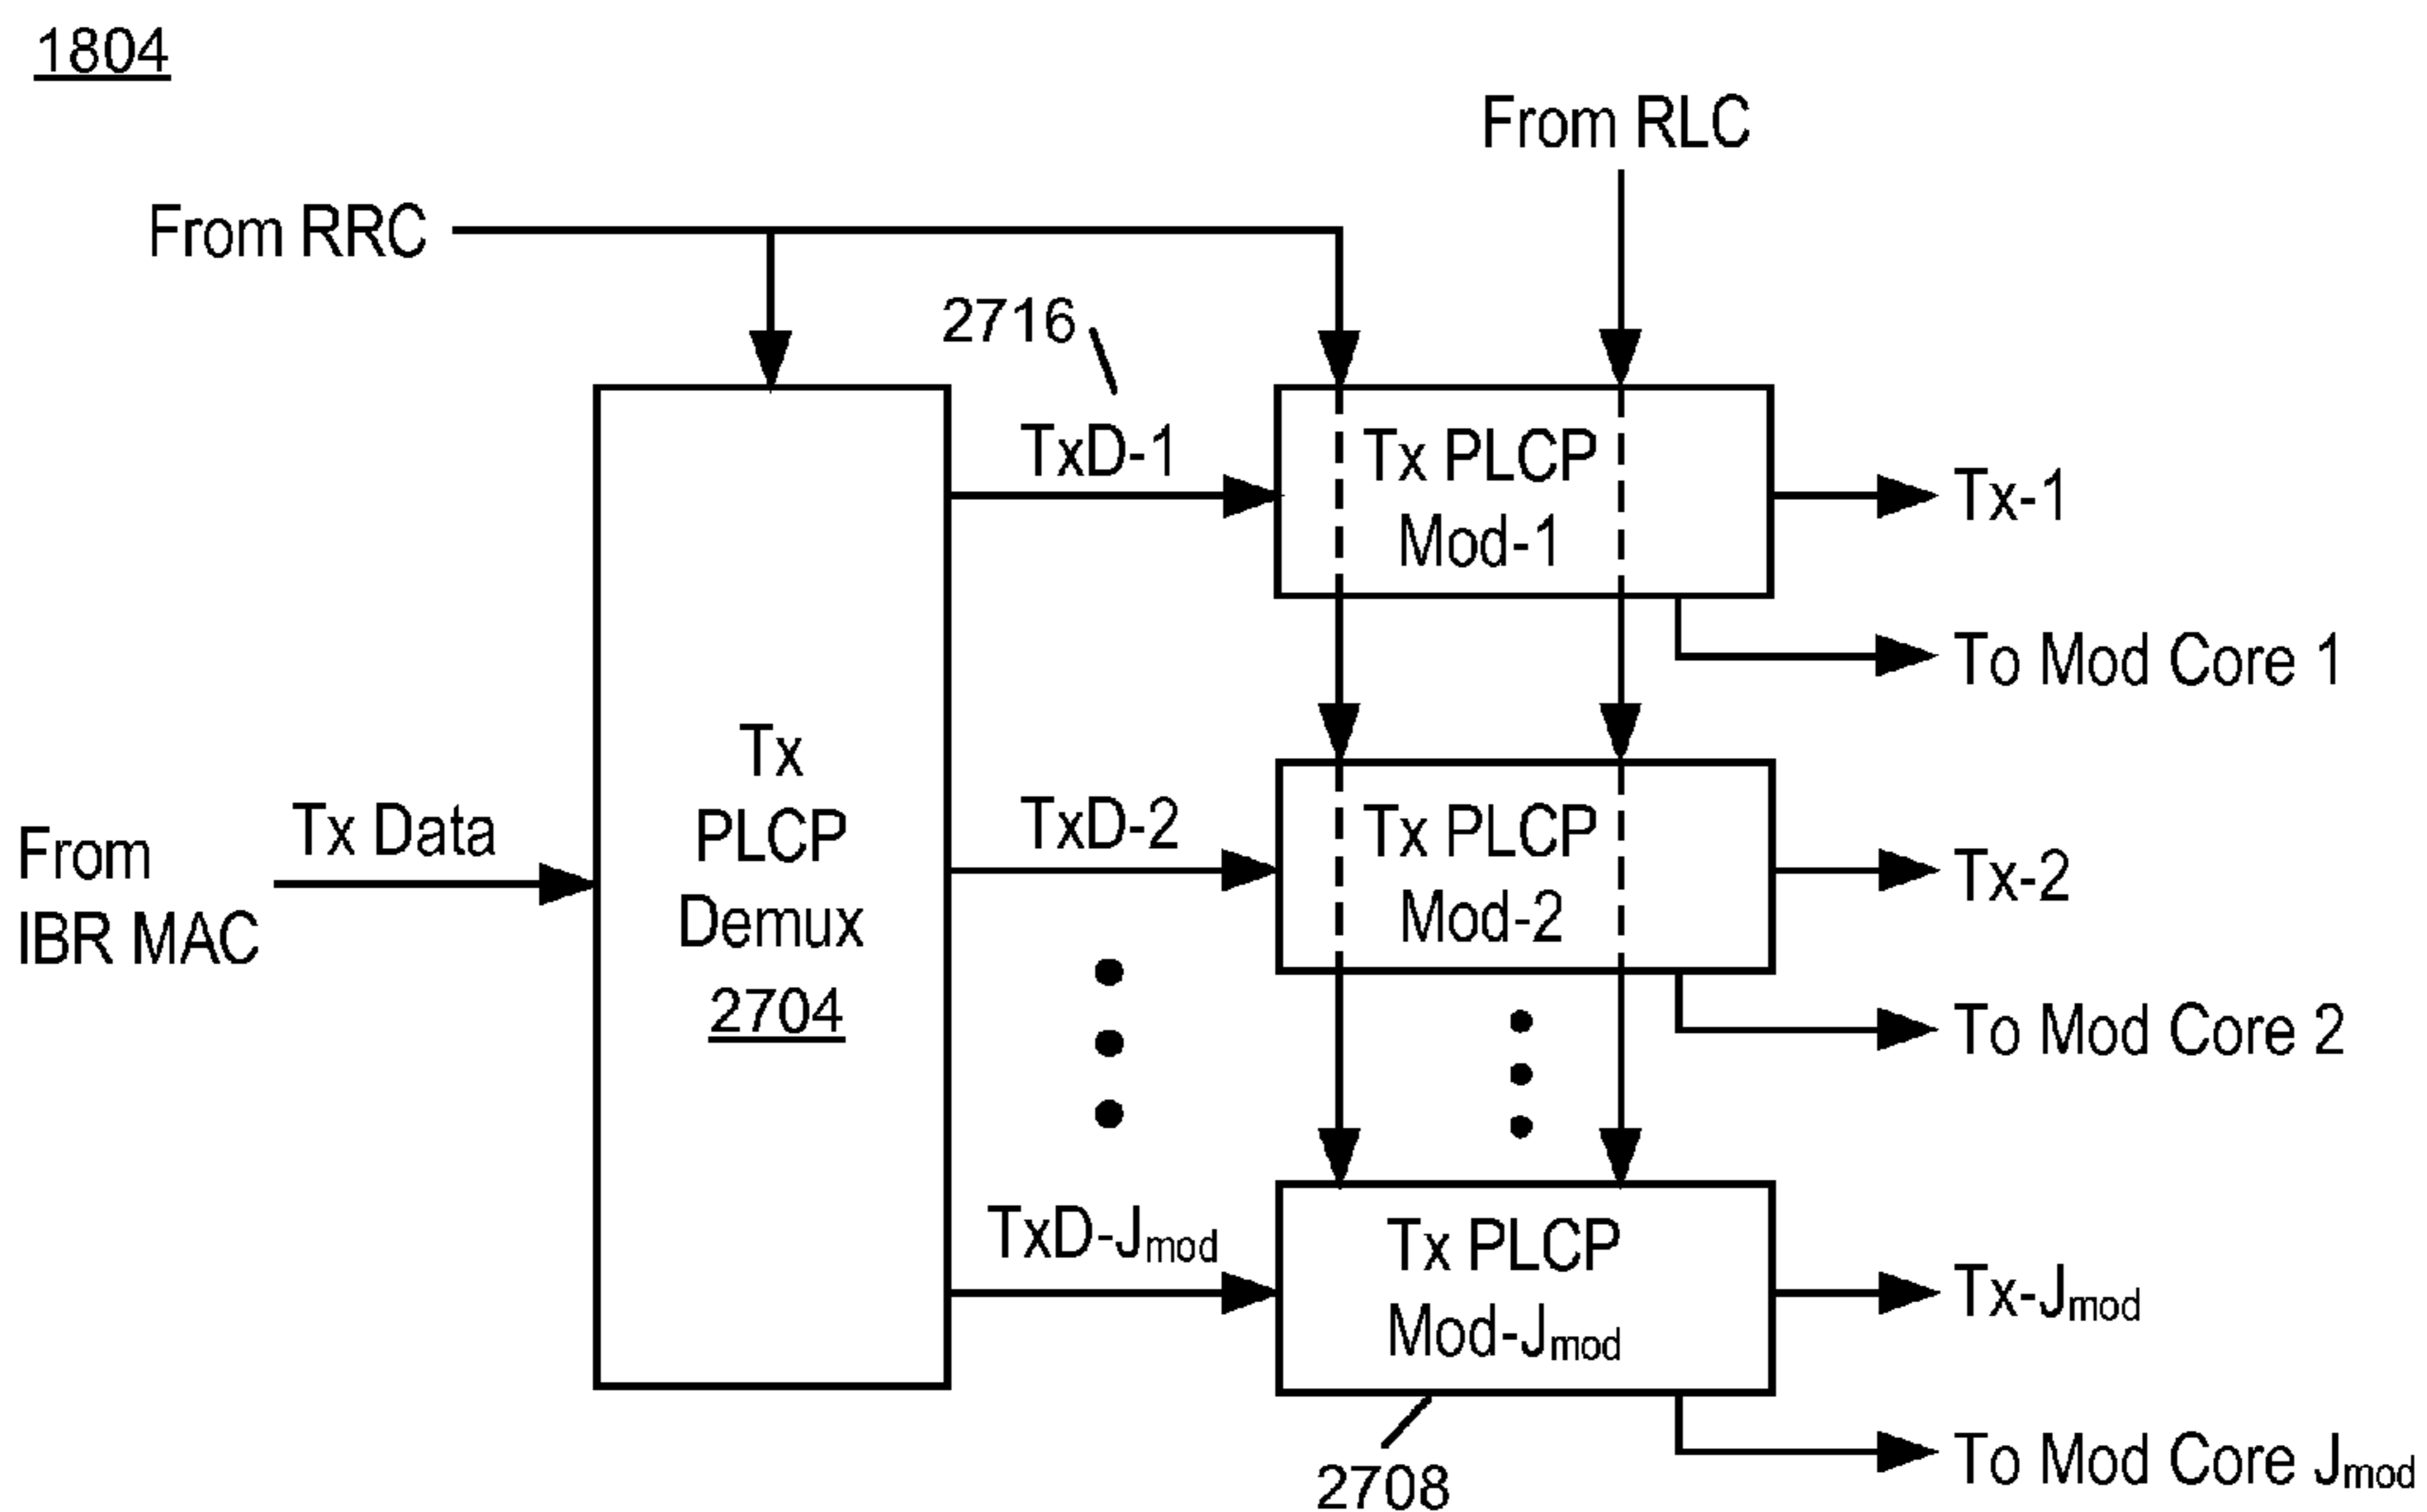 1804
From RLC
From RRC
2716
TxD-1
Tx PLCP
Mod-1
Tx-1
To Mod Core 1
Tx
PLCP
Demux
2704
From
IBR MAC
Tx Data
TxD-2
Tx PLCP
Mod-2
Tx-2
To Mod Core 2
TxD-Jmod
Tx PLCP
Mod-Jmod
Tx-Jmod
To Mod Core Jmod
2708